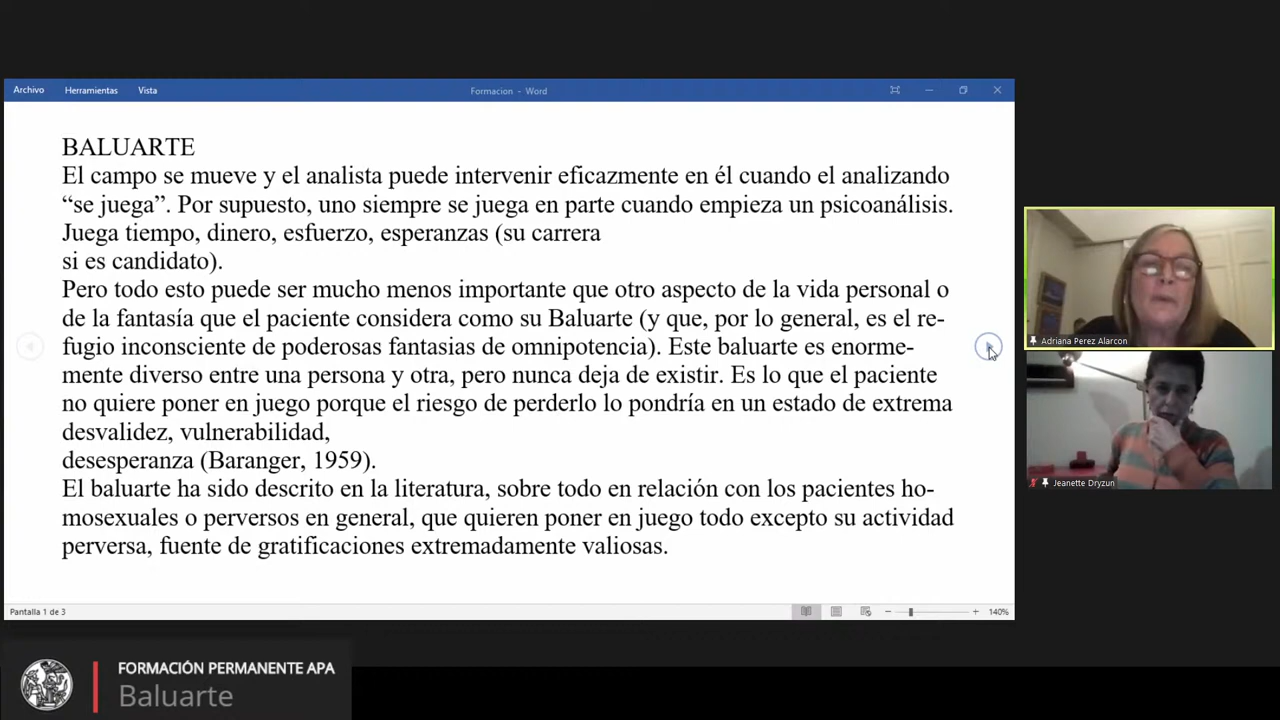 Archivo Herramientas Vista Formacion - Word
BALUARTE
El campo se mueve y el analista puede intervenir eficazmente en él cuando el analizando
“se juega”. Por supuesto, uno siempre se juega en parte cuando empieza un psicoanálisis.
Juega tiempo, dinero, esfuerzo, esperanzas (su carrera
si es candidato).
Pero todo esto puede ser mucho menos importante que otro aspecto de la vida personal o
de la fantasía que el paciente considera como su Baluarte (y que, por lo general, es el re-
fugio inconsciente de poderosas fantasias de omnipotencia). Este baluarte es enorme-
mente diverso entre una persona y otra, pero nunca deja de existir. Es lo que el paciente
no quiere poner en juego porque el riesgo de perderlo lo pondría en un estado de extrema
desvalidez, vulnerabilidad,
desesperanza (Baranger, 1959).
El baluarte ha sido descrito en la literatura, sobre todo en relación con los pacientes ho-
mosexuales o perversos en general, que quieren poner en juego todo excepto su actividad
perversa, fuente de gratificaciones extremadamente valiosas.
Pantalla 1 de 3 140%
Adriana Perez Alarcon
Jeanette Dryzun
FORMACIÓN PERMANENTE APA
Baluarte